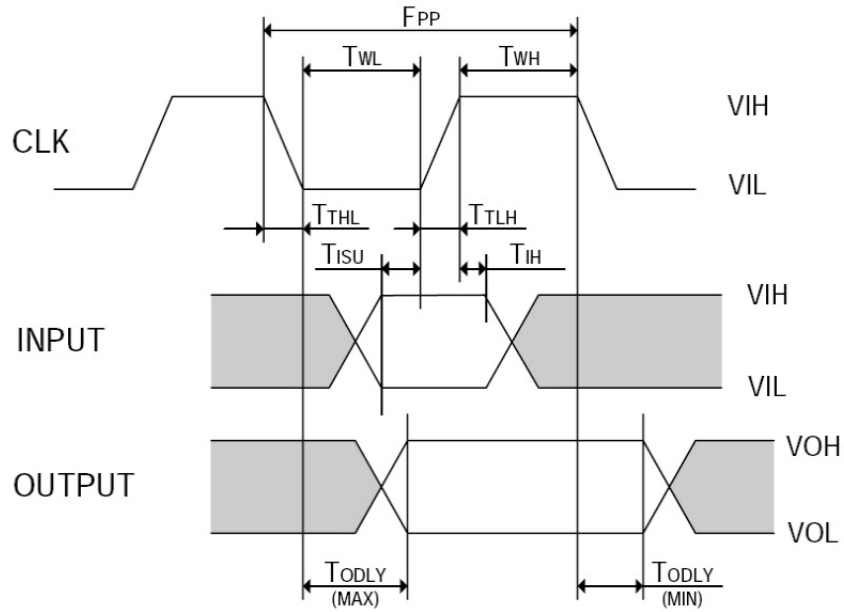 FPP
TWL TWH
VIH
CLK
VIL
TTHL TTLH
TISU TIH
VIH
INPUT
VIL
VOH
OUTPUT
VOL
TODLY TODLY
(MAX) (MIN)